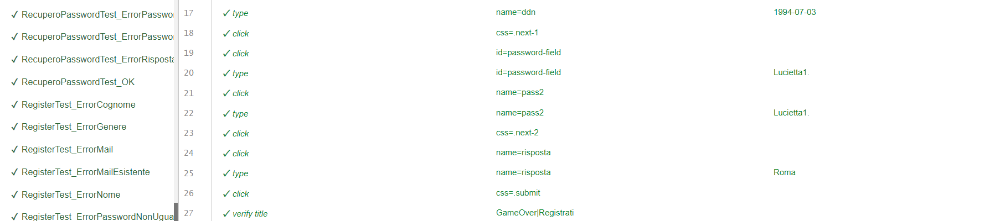 ✓ RecuperoPasswordTest_ErrorPasswor
✓ RecuperoPasswordTest_ErrorPasswor
✓ RecuperoPasswordTest_ErrorRisposta
✓ RecuperoPasswordTest_OK
✓ RegisterTest_ErrorCognome
✓ RegisterTest_ErrorGenere
✓ RegisterTest_ErrorMail
✓ RegisterTest_ErrorMailEsistente
✓ RegisterTest_ErrorNome
✓ RegisterTest_ErrorPasswordNonUgua
17 ✓ type name=ddn 1994-07-03
18 ✓ click css=.next-1
19 ✓ click id=password-field
20 ✓ type id=password-field Lucietta1.
21 ✓ click name=pass2
22 ✓ type name=pass2 Lucietta1.
23 ✓ click css=.next-2
24 ✓ click name=risposta
25 ✓ type name=risposta Roma
26 ✓ click css=.submit
27 ✓ verify title GameOver|Registrati